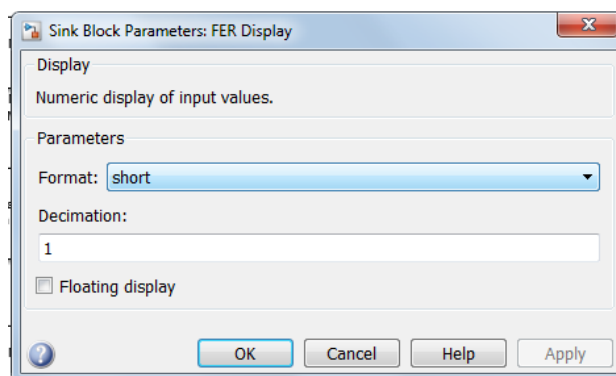 Sink Block Parameters: FER Display
Display
Numeric display of input values.
Parameters
Format: short
Decimation:
1
Floating display
OK Cancel Help Apply